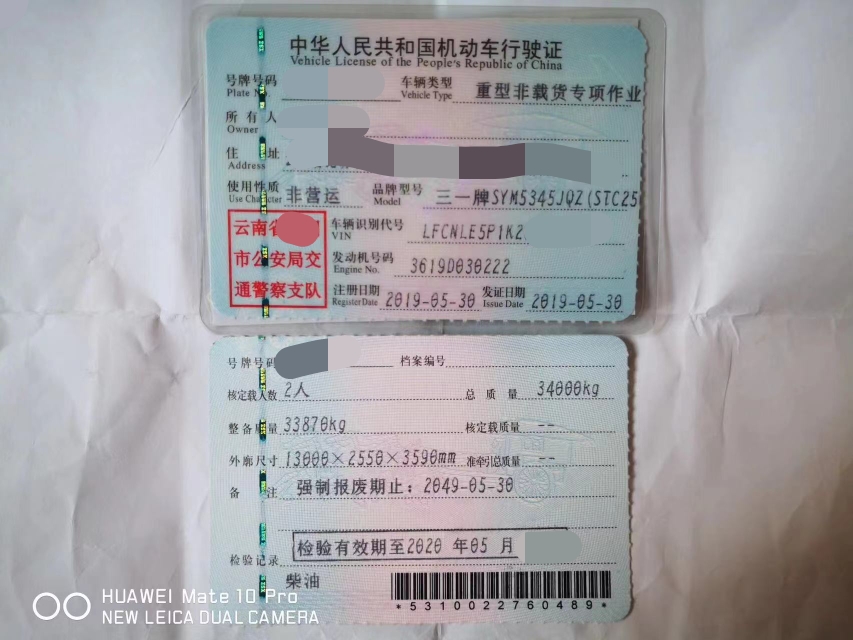 中华人民共和国机动车行驶证
Vehicle License of the People's Republic of China
号牌号码 Plate No. 车辆类型 Vehicle Type 重型非载货专项作业
所有人 Owner
住址 Address
使用性质 Use Character 非营运 品牌型号 Model 三一牌SYM5345JQZ(STC25
云南省
市公安局交
通警察支队
车辆识别代号 VIN LFCNLE5P1K2
发动机号码 Engine No. 3619D030222
注册日期 Register Date 2019-05-30 发证日期 Issue Date 2019-05-30
号牌号码 档案编号
核定载人数 2人 总质量 34000kg
整备质量 33870kg 核定载质量 --
外廓尺寸 13000×2550×3590mm 准牵引总质量 --
备注 强制报废期止：2049-05-30
检验记录 检验有效期至2020 年05 月
柴油
*5310022760489*
HUAWEI Mate 10 Pro
NEW LEICA DUAL CAMERA